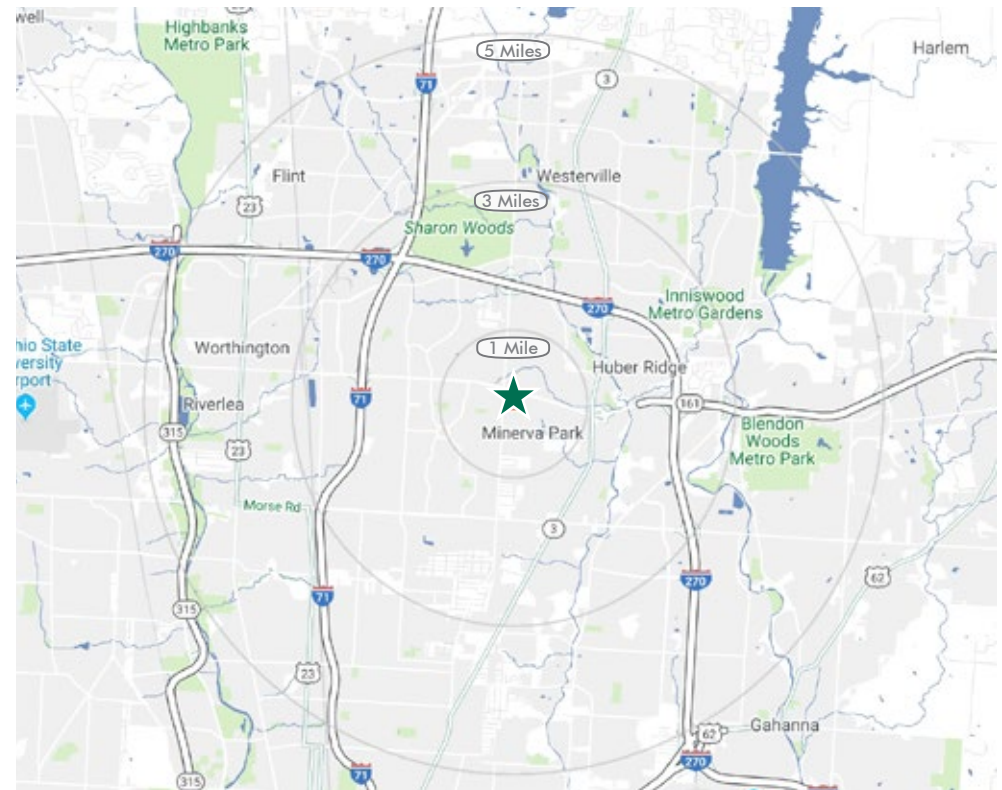 well
Highbanks
Metro Park
23
5 Miles
71
3
Harlem
Flint
23
Westerville
3 Miles
Sharon Woods
270
270
270
Inniswood
Metro Gardens
hio State
versity
rport
Worthington
1 Mile
Huber Ridge
71
Riverlea
161
315
Minerva Park
Blendon
Woods
Metro Park
23
Morse Rd
3
62
270
71
315
23
62
Gahanna
270
71
315